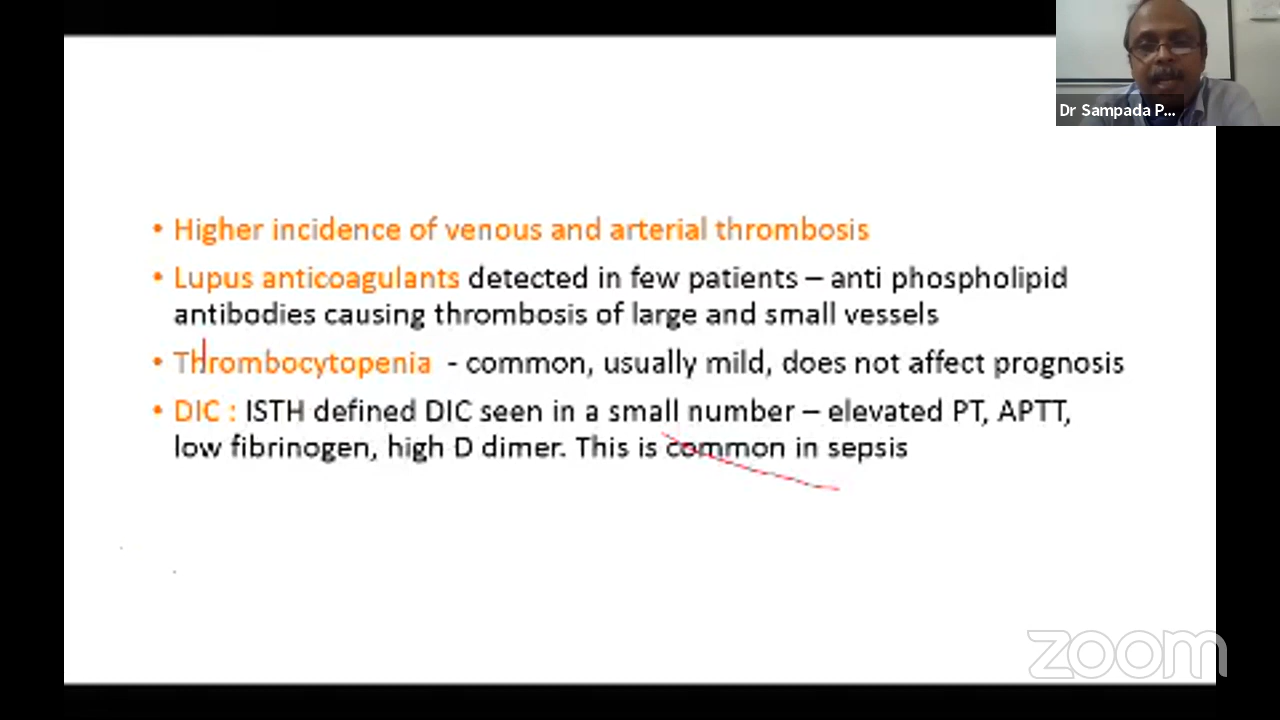 Dr Sampada P...
• Higher incidence of venous and arterial thrombosis
• Lupus anticoagulants detected in few patients – anti phospholipid
antibodies causing thrombosis of large and small vessels
• Thrombocytopenia - common, usually mild, does not affect prognosis
• DIC : ISTH defined DIC seen in a small number – elevated PT, APTT,
low fibrinogen, high D dimer. This is common in sepsis
zoom